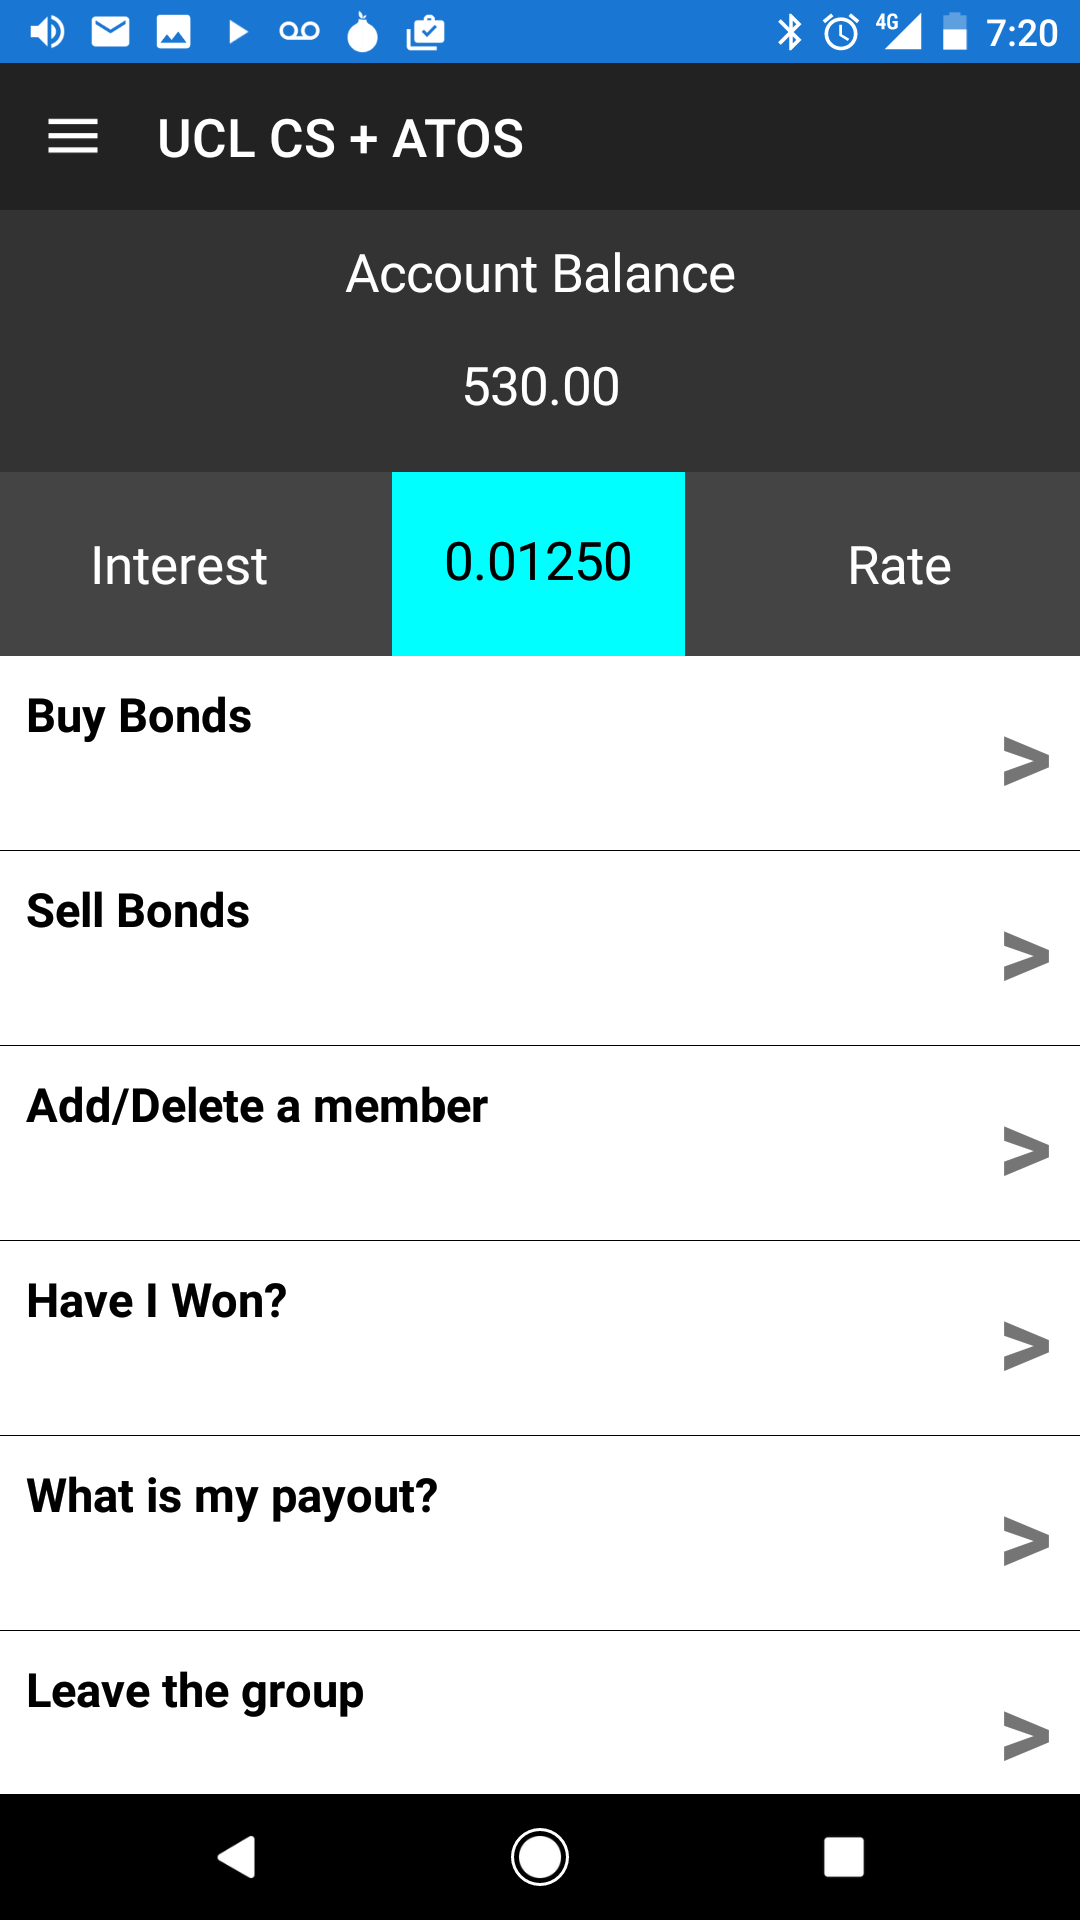 4G 7:20
UCL CS + ATOS
Account Balance
530.00
Interest 0.01250 Rate
Buy Bonds
>
Sell Bonds
>
Add/Delete a member
>
Have I Won?
>
What is my payout?
>
Leave the group
>